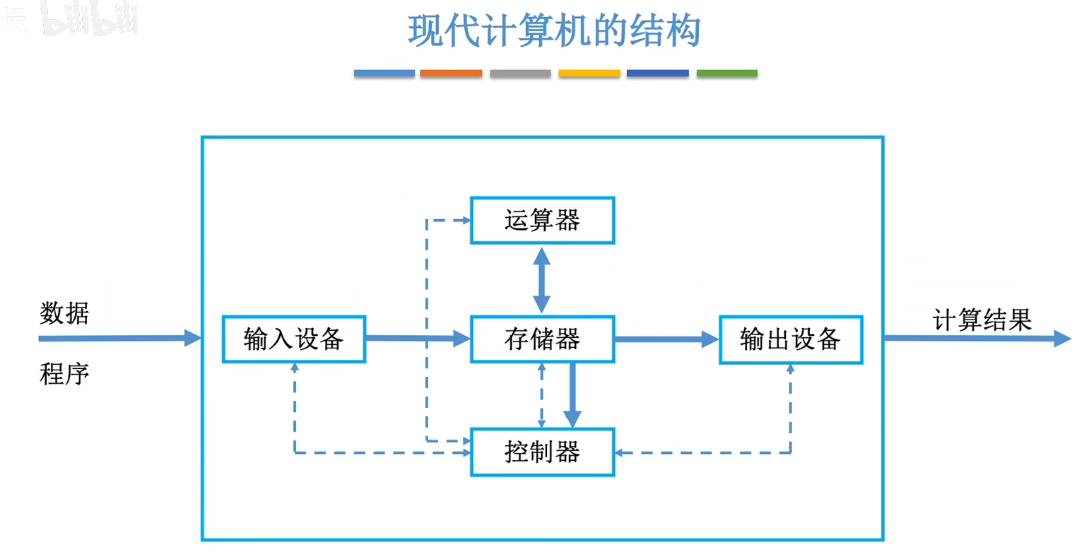 bilibili
现代计算机的结构
运算器
数据
程序
输入设备
存储器
输出设备
计算结果
控制器